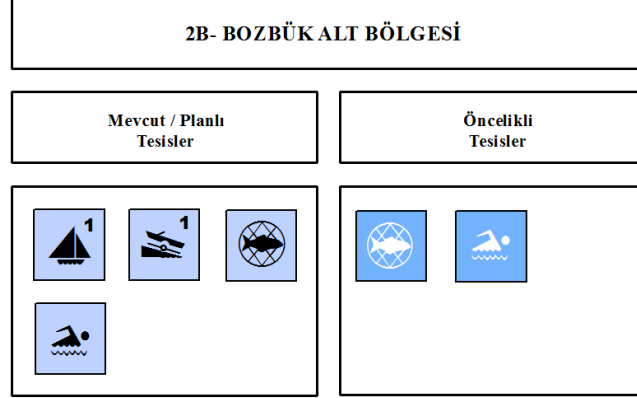 2B- BOZBÜK ALT BÖLGESİ
Mevcut / Planlı
Tesisler
Öncelikli
Tesisler
1
1